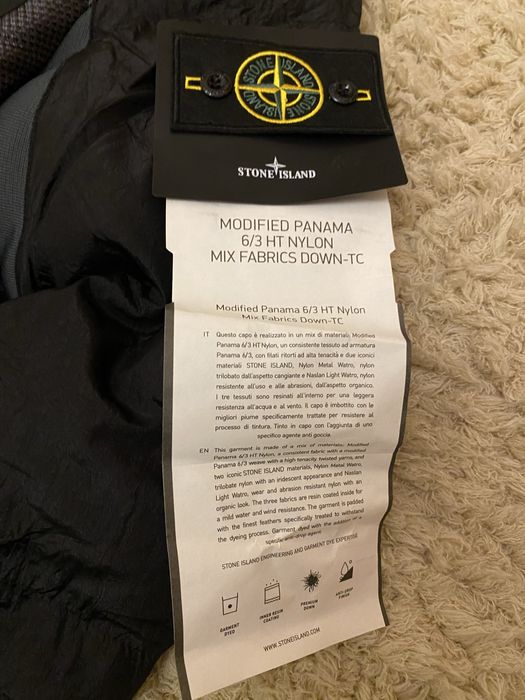 STONE ISLAND
STONE ISLAND
STONE ISLAND
MODIFIED PANAMA
6/3 HT NYLON
MIX FABRICS DOWN-TC
Modified Panama 6/3 HT Nylon
Mix Fabrics Down-TC
IT Questo capo è realizzato in un mix di materiali; Modified
Panama 6/3 HT Nylon, un consistente tessuto ad armatura
Panama 6/3, con filati ritorti ad alta tenacità e due iconici
materiali STONE ISLAND, Nylon Metal Watro, nylon
trilobato dall'aspetto cangiante e Naslan Light Watro, nylon
resistente all'uso e alle abrasioni, dall'aspetto organico.
I tre tessuti sono resinati all'interno per una leggera
resistenza all'acqua e al vento. Il capo è imbottito con le
migliori piume specificamente trattate per resistere al
processo di tintura. Tinto in capo con l'aggiunta di uno
specifico agente anti goccia.
EN This garment is made of a mix of materials; Modified
Panama 6/3 HT Nylon, a consistent fabric with a modified
Panama 6/3 weave with a high tenacity twisted yarns, and
two iconic STONE ISLAND materials, Nylon Metal Watro,
trilobate nylon with an iridescent appearance and Naslan
Light Watro, wear and abrasion resistant nylon with an
organic look. The three fabrics are resin coated inside for
a mild water and wind resistance. The garment is padded
with the finest feathers specifically treated to withstand
the dyeing process. Garment dyed with the addition of a
specific anti-drop agent.
STONE ISLAND ENGINEERING AND GARMENT DYE EXPERTISE
GARMENT
DYED
INNER RESIN
COATING
PREMIUM
DOWN
ANTI-DROP
FINISH
WWW.STONEISLAND.COM